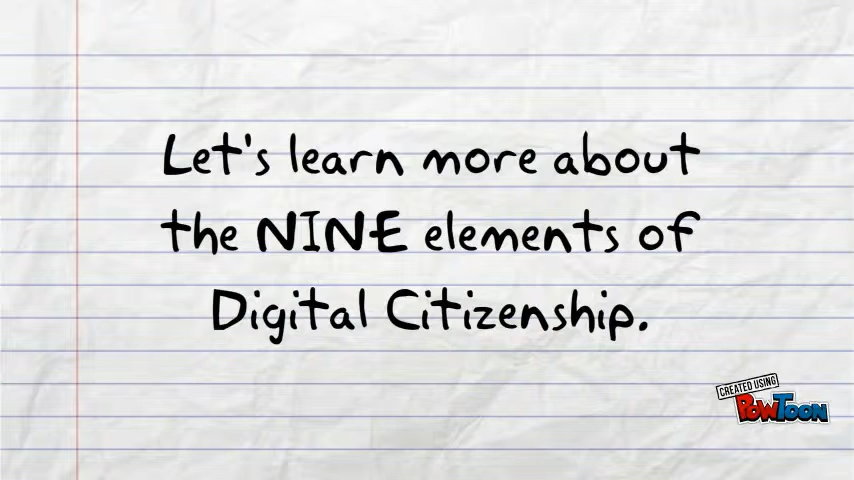 Let's learn more about
the NINE elements of
Digital Citizenship.
CREATED USING
POWTOON